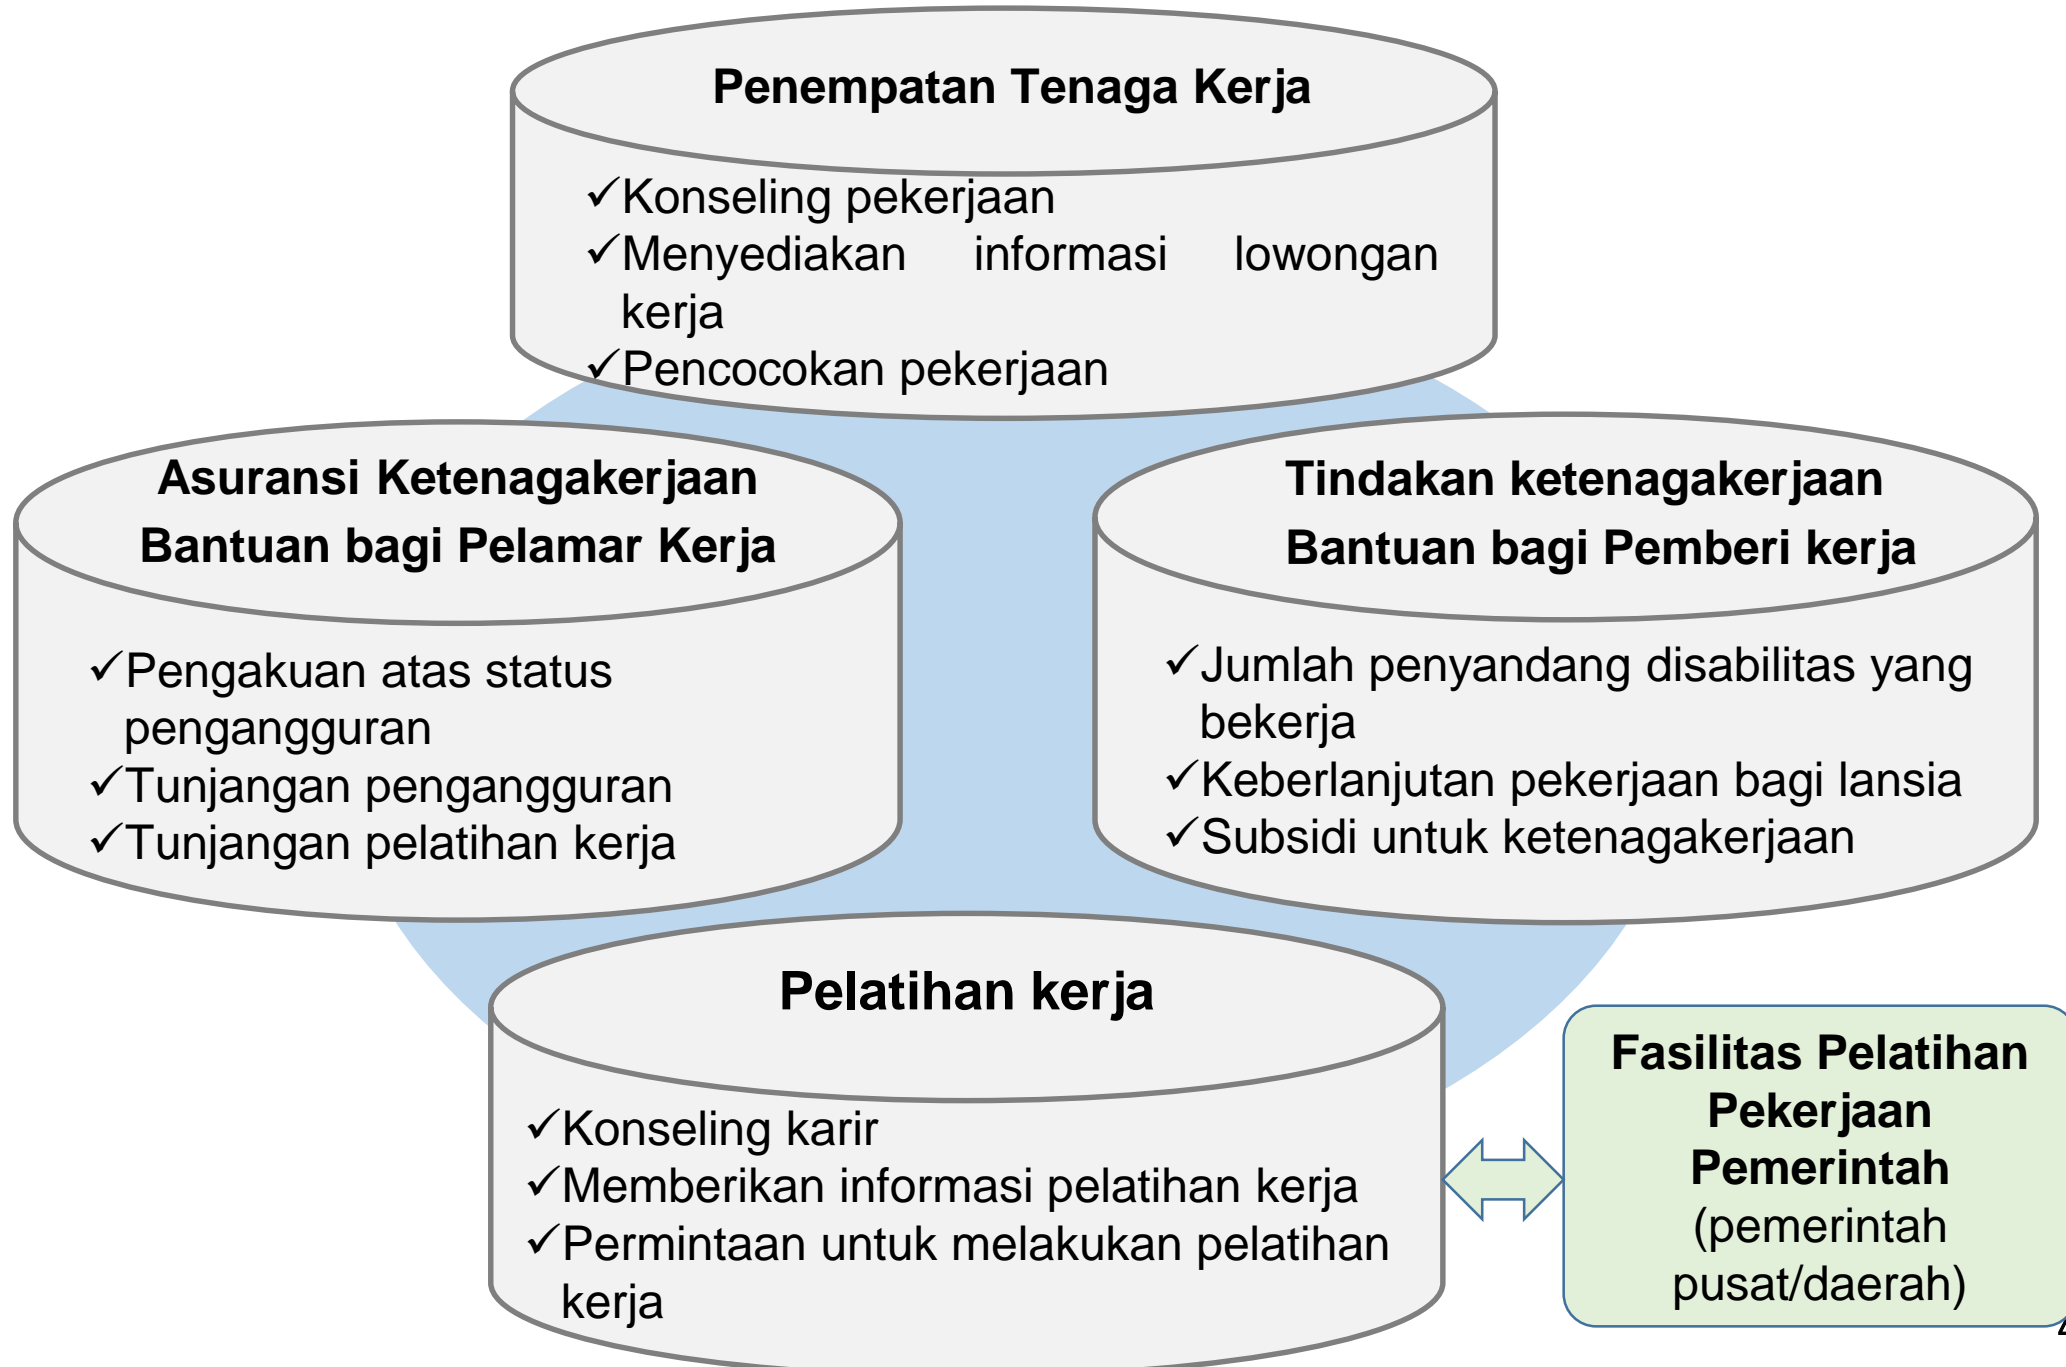 Penempatan Tenaga Kerja
✓Konseling pekerjaan
✓Menyediakan informasi lowongan
kerja
✓Pencocokan pekerjaan
Asuransi Ketenagakerjaan
Bantuan bagi Pelamar Kerja
✓Pengakuan atas status
pengangguran
✓Tunjangan pengangguran
✓Tunjangan pelatihan kerja
Tindakan ketenagakerjaan
Bantuan bagi Pemberi kerja
✓Jumlah penyandang disabilitas yang
bekerja
✓Keberlanjutan pekerjaan bagi lansia
✓Subsidi untuk ketenagakerjaan
Pelatihan kerja
✓Konseling karir
✓Memberikan informasi pelatihan kerja
✓Permintaan untuk melakukan pelatihan
kerja
Fasilitas Pelatihan
Pekerjaan
Pemerintah
(pemerintah
pusat/daerah)